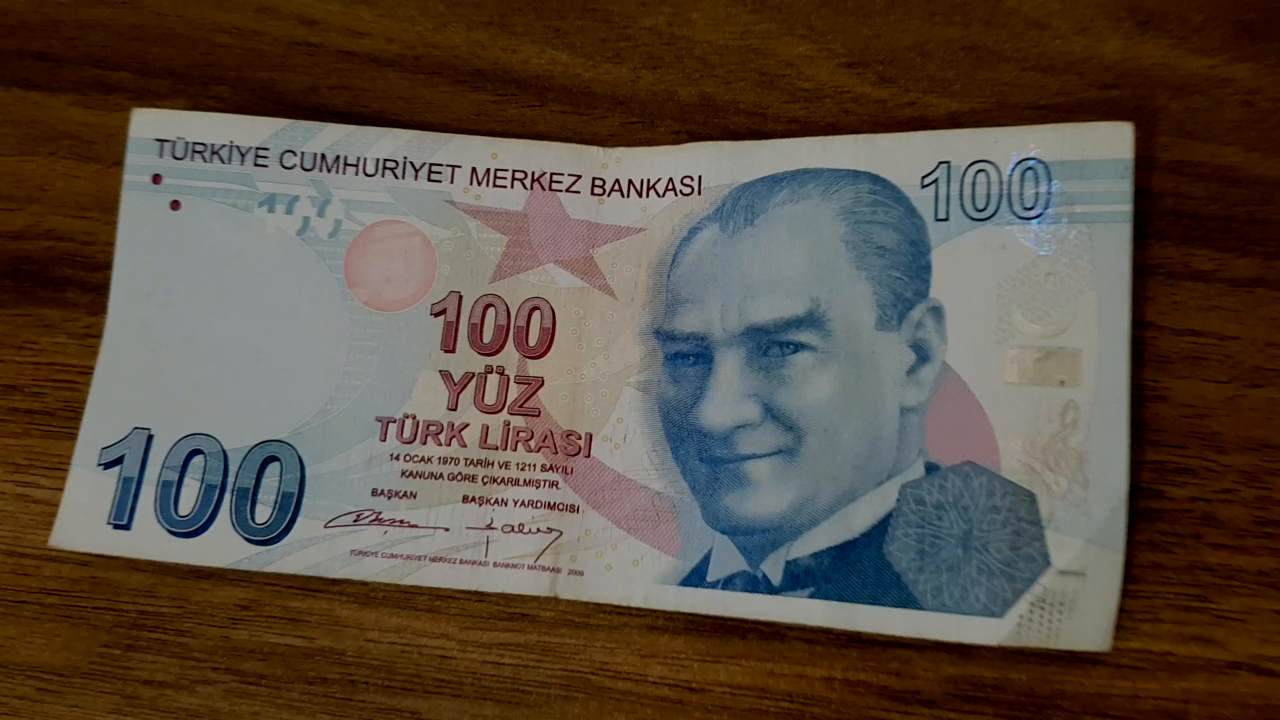 TÜRKİYE CUMHURİYET MERKEZ BANKASI
100
100
YÜZ
TÜRK LİRASI
14 OCAK 1970 TARİH VE 1211 SAYILI
KANUNA GÖRE ÇIKARILMIŞTIR.
BAŞKAN BAŞKAN YARDIMCISI
100
TÜRKİYE CUMHURİYET MERKEZ BANKASI BANKNOT MATBAASI 2009